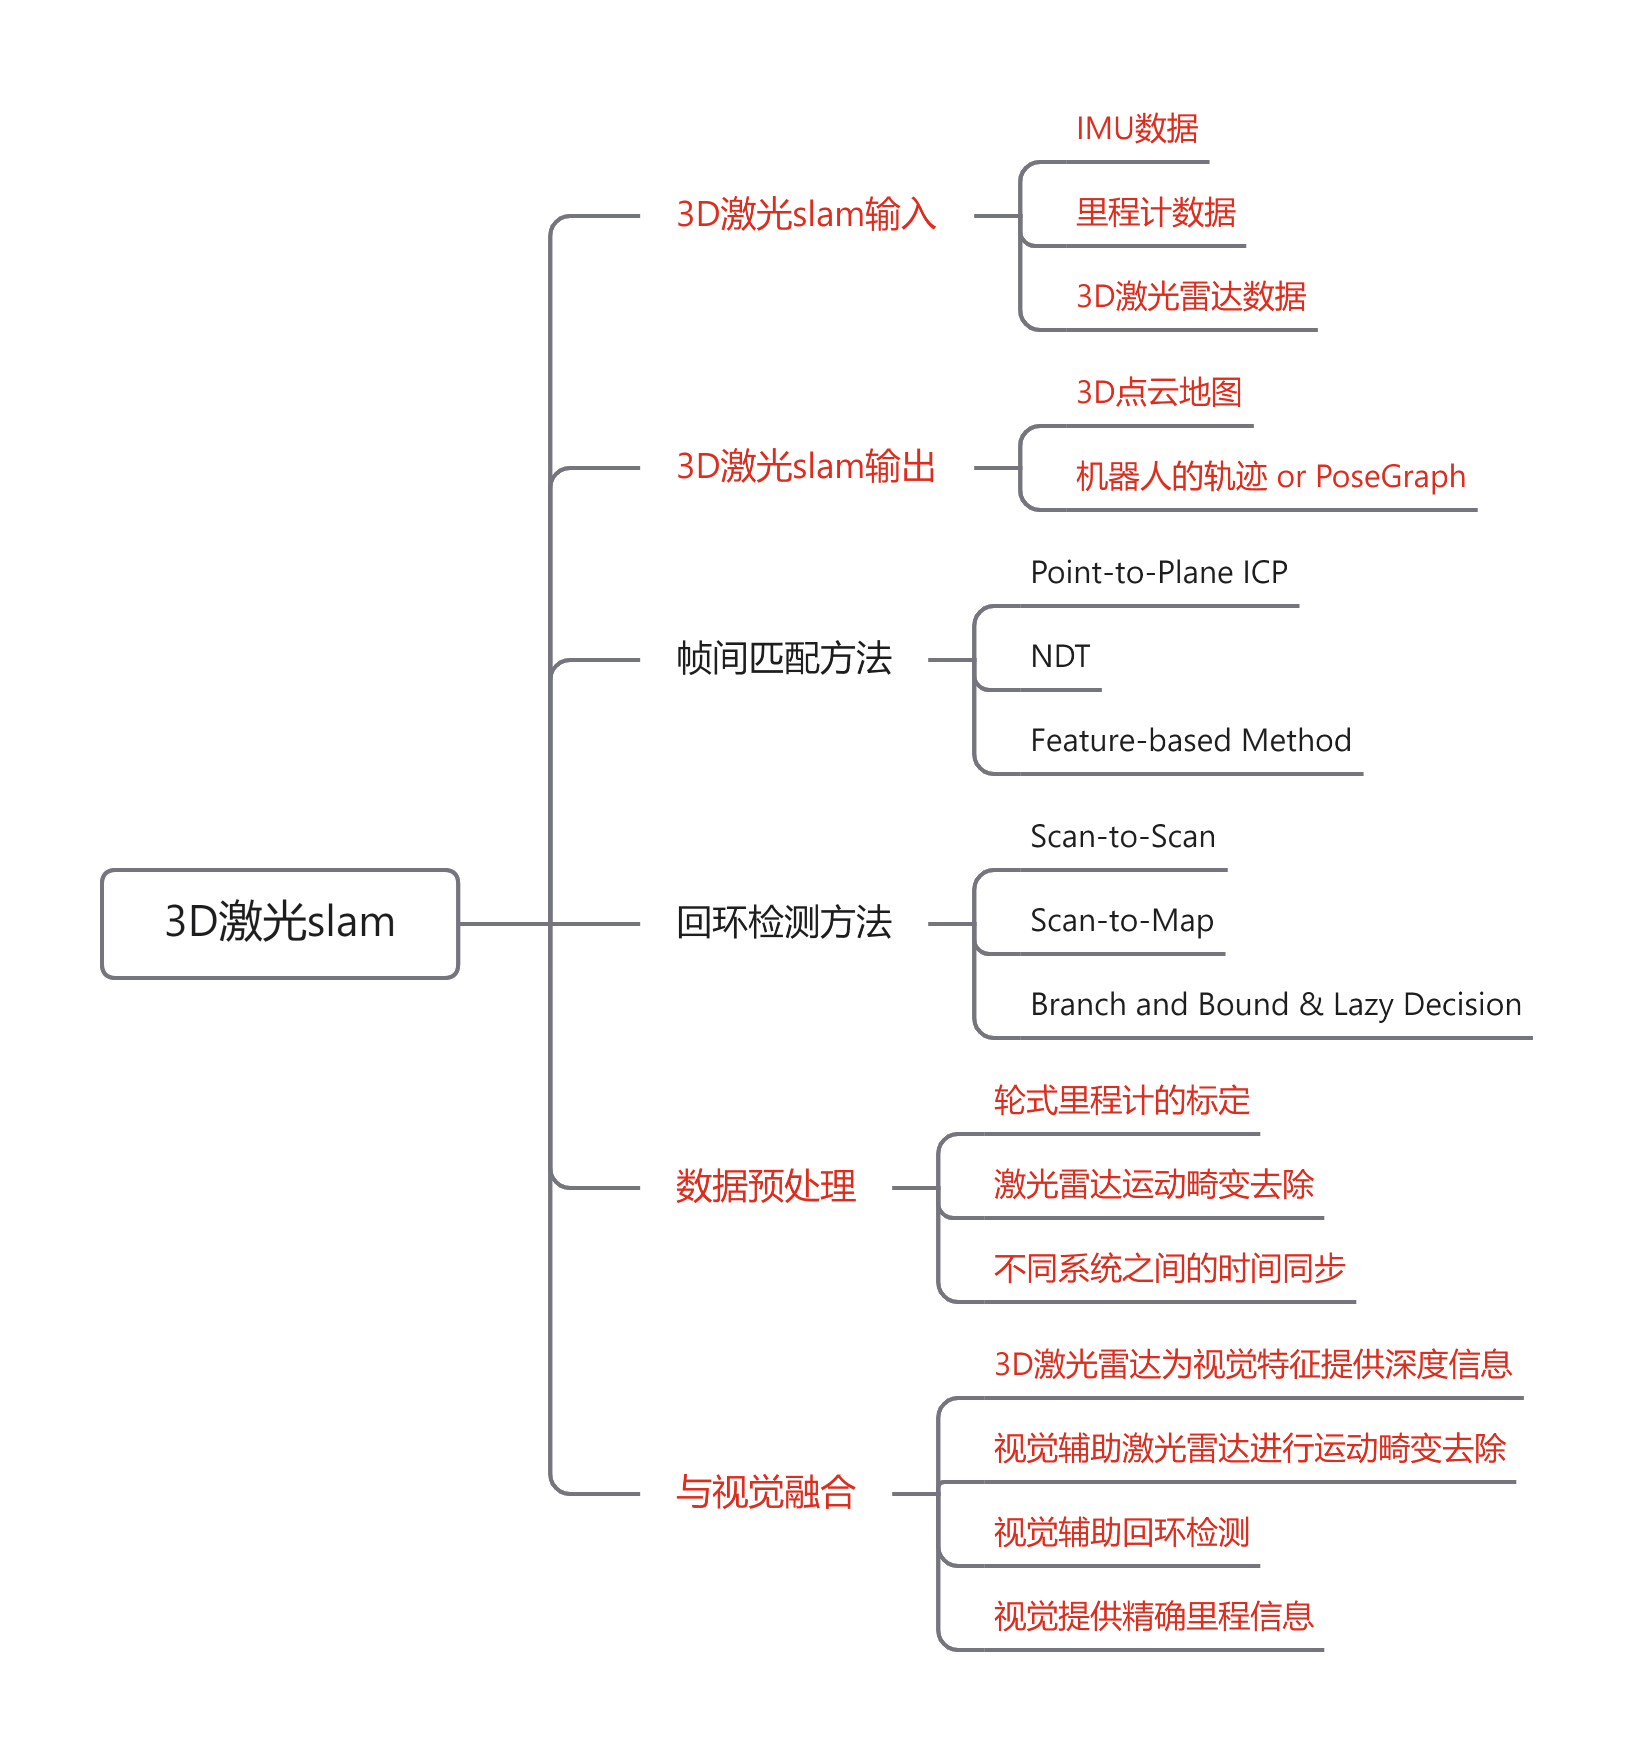 3D激光slam
3D激光slam输入
IMU数据
里程计数据
3D激光雷达数据
3D激光slam输出
3D点云地图
机器人的轨迹 or PoseGraph
帧间匹配方法
Point-to-Plane ICP
NDT
Feature-based Method
回环检测方法
Scan-to-Scan
Scan-to-Map
Branch and Bound & Lazy Decision
数据预处理
轮式里程计的标定
激光雷达运动畸变去除
不同系统之间的时间同步
与视觉融合
3D激光雷达为视觉特征提供深度信息
视觉辅助激光雷达进行运动畸变去除
视觉辅助回环检测
视觉提供精确里程信息